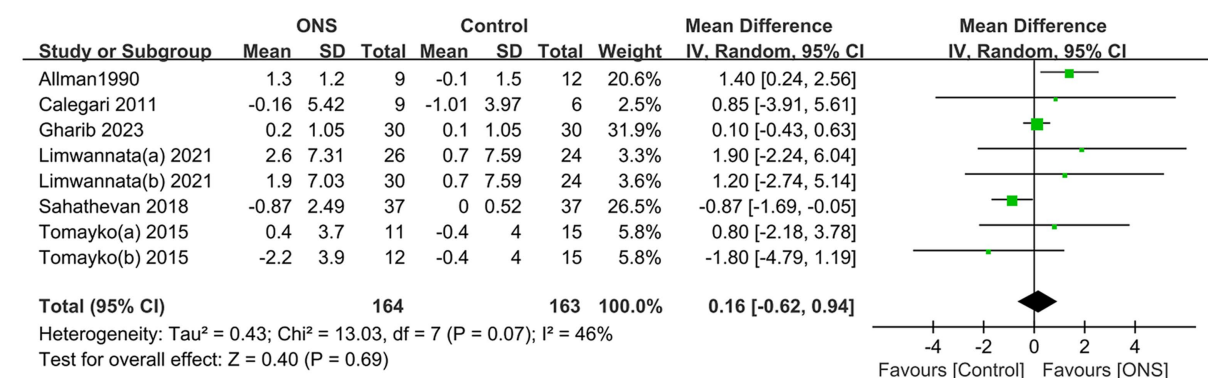 ONS Control Mean Difference Mean Difference
Study or Subgroup Mean SD Total Mean SD Total Weight IV, Random, 95% CI IV, Random, 95% CI
Allman1990 1.3 1.2 9 -0.1 1.5 12 20.6% 1.40 [0.24, 2.56]
Calegari 2011 -0.16 5.42 9 -1.01 3.97 6 2.5% 0.85 [-3.91, 5.61]
Gharib 2023 0.2 1.05 30 0.1 1.05 30 31.9% 0.10 [-0.43, 0.63]
Limwannata(a) 2021 2.6 7.31 26 0.7 7.59 24 3.3% 1.90 [-2.24, 6.04]
Limwannata(b) 2021 1.9 7.03 30 0.7 7.59 24 3.6% 1.20 [-2.74, 5.14]
Sahathevan 2018 -0.87 2.49 37 0 0.52 37 26.5% -0.87 [-1.69, -0.05]
Tomayko(a) 2015 0.4 3.7 11 -0.4 4 15 5.8% 0.80 [-2.18, 3.78]
Tomayko(b) 2015 -2.2 3.9 12 -0.4 4 15 5.8% -1.80 [-4.79, 1.19]
Total (95% CI) 164 163 100.0% 0.16 [-0.62, 0.94]
Heterogeneity: Tau² = 0.43; Chi² = 13.03, df = 7 (P = 0.07); I² = 46%
Test for overall effect: Z = 0.40 (P = 0.69)
-4 -2 0 2 4
Favours [Control] Favours [ONS]